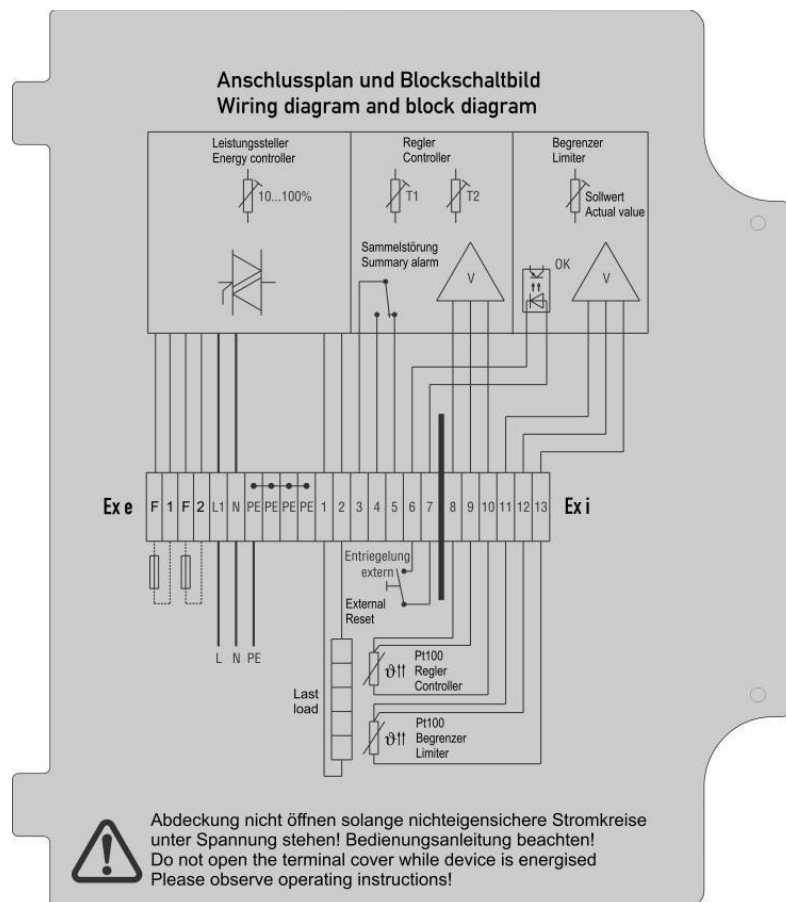 Anschlussplan und Blockschaltbild
Wiring diagram and block diagram
Leistungssteller
Energy controller
10...100%
Regler
Controller
T1
T2
Sammelstörung
Summary alarm
V
Begrenzer
Limiter
Sollwert
Actual value
OK
V
Ex e
F 1 F 2 L1 N PE PE PE PE 1 2 3 4 5 6 7 8 9 10 11 12 13
Ex i
Entriegelung
extern
External
Reset
L N PE
Last
load
ϑ↑↑
Pt100
Regler
Controller
ϑ↑↑
Pt100
Begrenzer
Limiter
Abdeckung nicht öffnen solange nichteigensichere Stromkreise
unter Spannung stehen! Bedienungsanleitung beachten!
Do not open the terminal cover while device is energised
Please observe operating instructions!